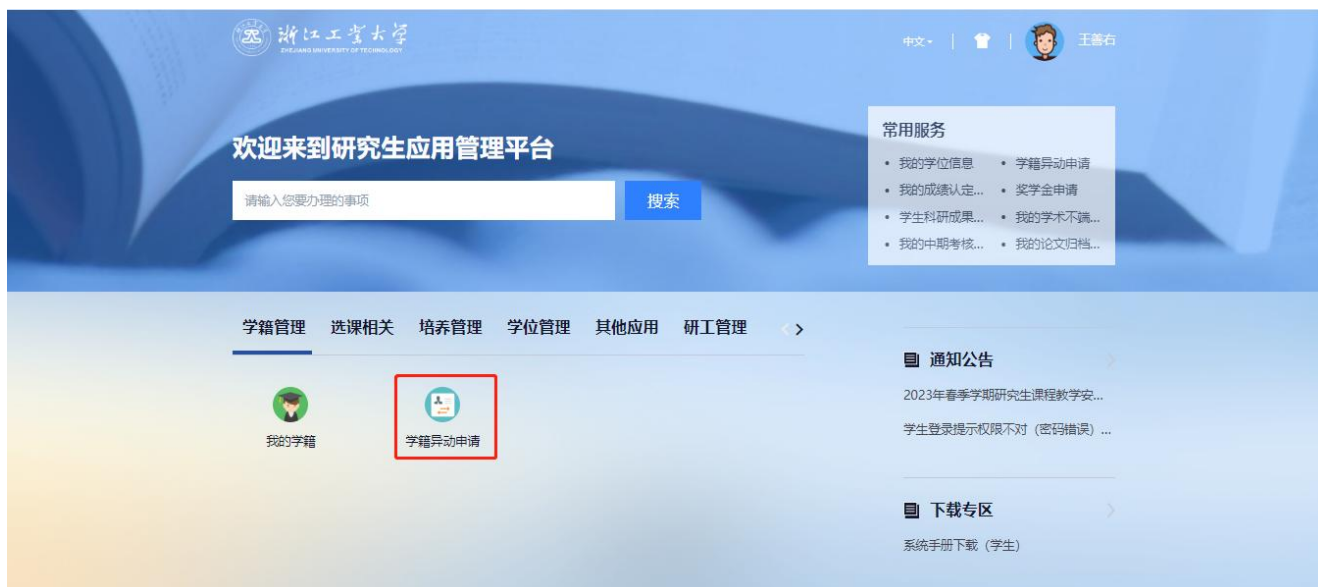 浙江工业大学
ZHEJIANG UNIVERSITY OF TECHNOLOGY
中文
王善右
欢迎来到研究生应用管理平台
请输入您要办理的事项
搜索
常用服务
• 我的学位信息 • 学籍异动申请
• 我的成绩认定... • 奖学金申请
• 学生科研成果... • 我的学术不端...
• 我的中期考核... • 我的论文归档...
学籍管理 选课相关 培养管理 学位管理 其他应用 研工管理
我的学籍 学籍异动申请
通知公告
2023年春季学期研究生课程教学安...
学生登录提示权限不对（密码错误）...
下载专区
系统手册下载（学生）